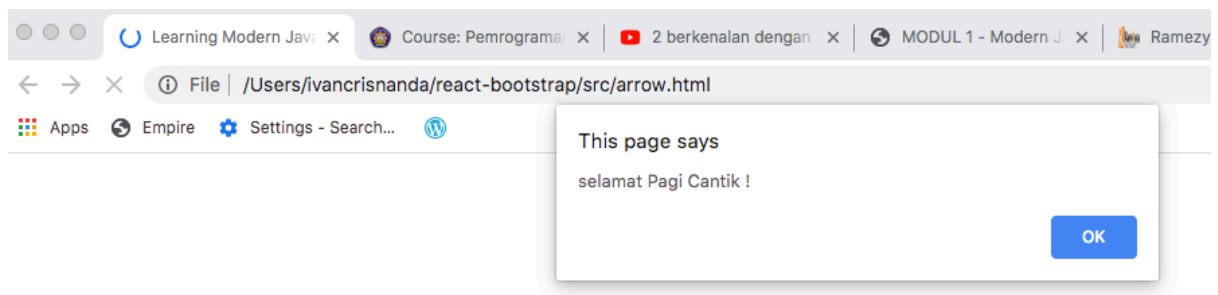 Learning Modern Java
Course: Pemrograman
2 berkenalan dengan
MODUL 1 - Modern J
Ramezy
File | /Users/ivancrisnanda/react-bootstrap/src/arrow.html
Apps
Empire
Settings - Search...
This page says
selamat Pagi Cantik !
OK